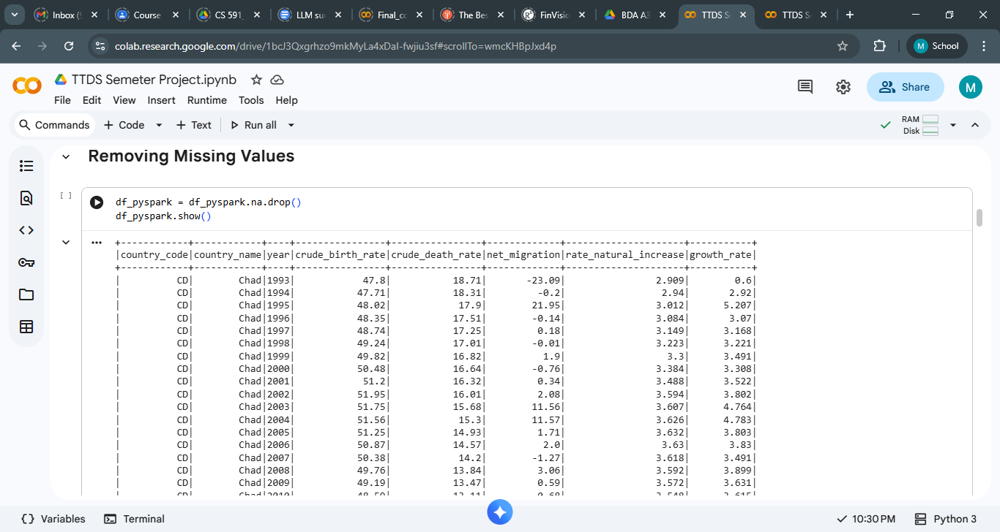 Inbox (
Course
CS 591_
LLM su
Final_co
The Bes
FinVisio
BDA A3
TTDS S
TTDS S
colab.research.google.com/drive/1bcJ3Qxgrhzo9mkMyLa4xDaI-fwjiu3sf#scrollTo=wmcKHBpJxd4p
M School
TTDS Semeter Project.ipynb
Share
M
File Edit View Insert Runtime Tools Help
Commands + Code + Text Run all
RAM
Disk
Removing Missing Values
[ ]
df_pyspark = df_pyspark.na.drop()
df_pyspark.show()
+------------+------------+----+----------------+----------------+-------------+---------------------+-----------+
|country_code|country_name|year|crude_birth_rate|crude_death_rate|net_migration|rate_natural_increase|growth_rate|
+------------+------------+----+----------------+----------------+-------------+---------------------+-----------+
| CD| Chad|1993| 47.8| 18.71| -23.09| 2.909| 0.6|
| CD| Chad|1994| 47.71| 18.31| -0.2| 2.94| 2.92|
| CD| Chad|1995| 48.02| 17.9| 21.95| 3.012| 5.207|
| CD| Chad|1996| 48.35| 17.51| -0.14| 3.084| 3.07|
| CD| Chad|1997| 48.74| 17.25| 0.18| 3.149| 3.168|
| CD| Chad|1998| 49.24| 17.01| -0.01| 3.223| 3.221|
| CD| Chad|1999| 49.82| 16.82| 1.9| 3.3| 3.491|
| CD| Chad|2000| 50.48| 16.64| -0.76| 3.384| 3.308|
| CD| Chad|2001| 51.2| 16.32| 0.34| 3.488| 3.522|
| CD| Chad|2002| 51.95| 16.01| 2.08| 3.594| 3.802|
| CD| Chad|2003| 51.75| 15.68| 11.56| 3.607| 4.764|
| CD| Chad|2004| 51.56| 15.3| 11.57| 3.626| 4.783|
| CD| Chad|2005| 51.25| 14.93| 1.71| 3.632| 3.803|
| CD| Chad|2006| 50.87| 14.57| 2.0| 3.63| 3.83|
| CD| Chad|2007| 50.38| 14.2| -1.27| 3.618| 3.491|
| CD| Chad|2008| 49.76| 13.84| 3.06| 3.592| 3.899|
| CD| Chad|2009| 49.19| 13.47| 0.59| 3.572| 3.631|
Variables Terminal
10:30 PM Python 3